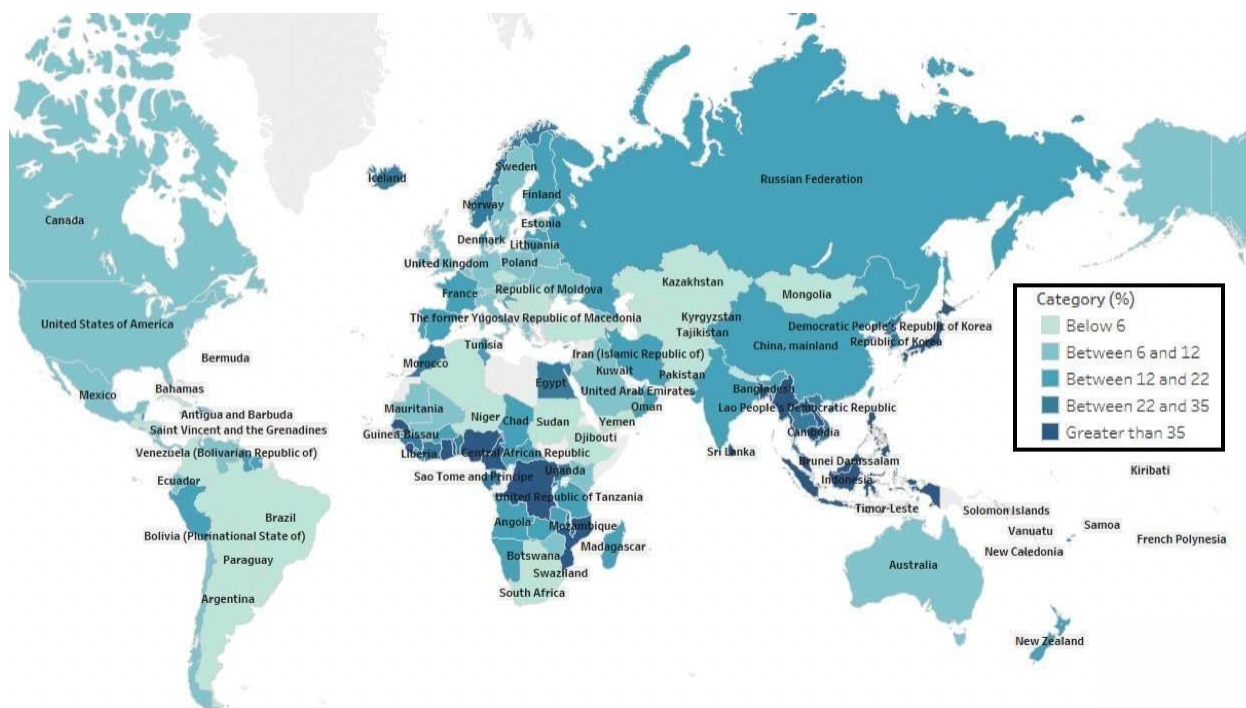 Iceland
Sweden
Russian Federation
Norway
Finland
Canada
Estonia
Denmark
Lithuania
United Kingdom
Poland
Kazakhstan
France
Republic of Moldova
Mongolia
Category (%)
Below 6
Between 6 and 12
Between 12 and 22
Between 22 and 35
Greater than 35
United States of America
The former Yugoslav Republic of Macedonia
Kyrgyzstan
Tajikistan
Democratic People's Republic of Korea
Republic of Korea
China, mainland
Bermuda
Tunisia
Morocco
Iran (Islamic Republic of)
Kuwait
Pakistan
Bahamas
Mexico
Egypt
United Arab Emirates
Bangladesh
Oman
Lao People's Democratic Republic
Antigua and Barbuda
Mauritania
Niger
Chad
Sudan
Yemen
Saint Vincent and the Grenadines
Guinea-Bissau
Djibouti
Cambodia
Venezuela (Bolivarian Republic of)
Liberia
Central African Republic
Sri Lanka
Brunei Darussalam
Kiribati
Ecuador
Sao Tome and Principe
Uganda
Indonesia
United Republic of Tanzania
Timor-Leste
Solomon Islands
Brazil
Angola
Mozambique
Samoa
Vanuatu
Bolivia (Plurinational State of)
Madagascar
New Caledonia
French Polynesia
Paraguay
Botswana
Australia
Swaziland
South Africa
Argentina
New Zealand